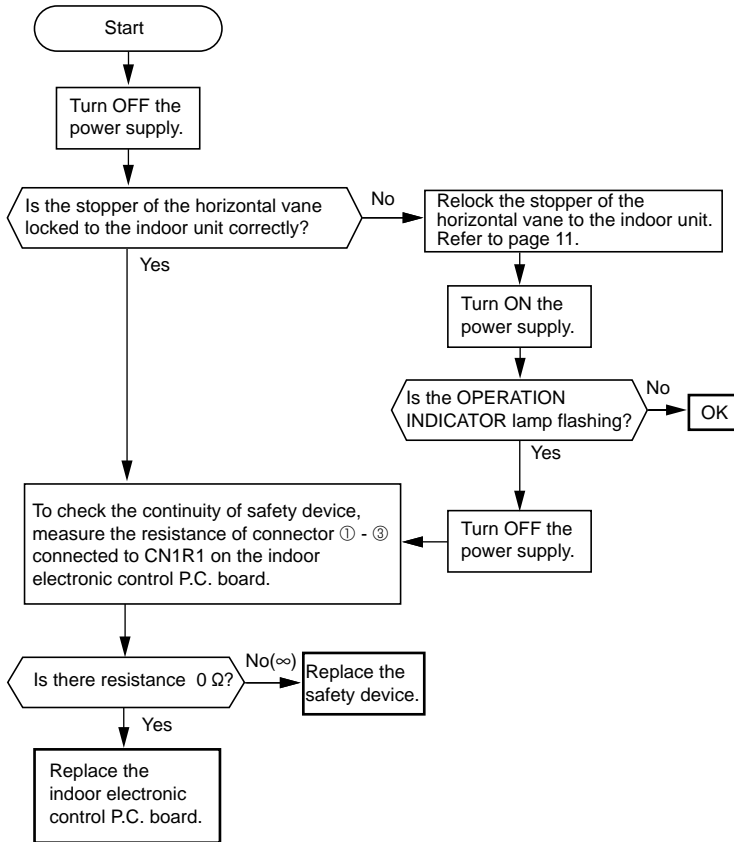 Start
Turn OFF the
power supply.
Is the stopper of the horizontal vane
locked to the indoor unit correctly?
No
Relock the stopper of the
horizontal vane to the indoor unit.
Refer to page 11.
Yes
Turn ON the
power supply.
Is the OPERATION
INDICATOR lamp flashing?
No
OK
Yes
To check the continuity of safety device,
measure the resistance of connector ① - ③
connected to CN1R1 on the indoor
electronic control P.C. board.
Turn OFF the
power supply.
Is there resistance 0 Ω?
No(∞)
Replace the
safety device.
Yes
Replace the
indoor electronic
control P.C. board.